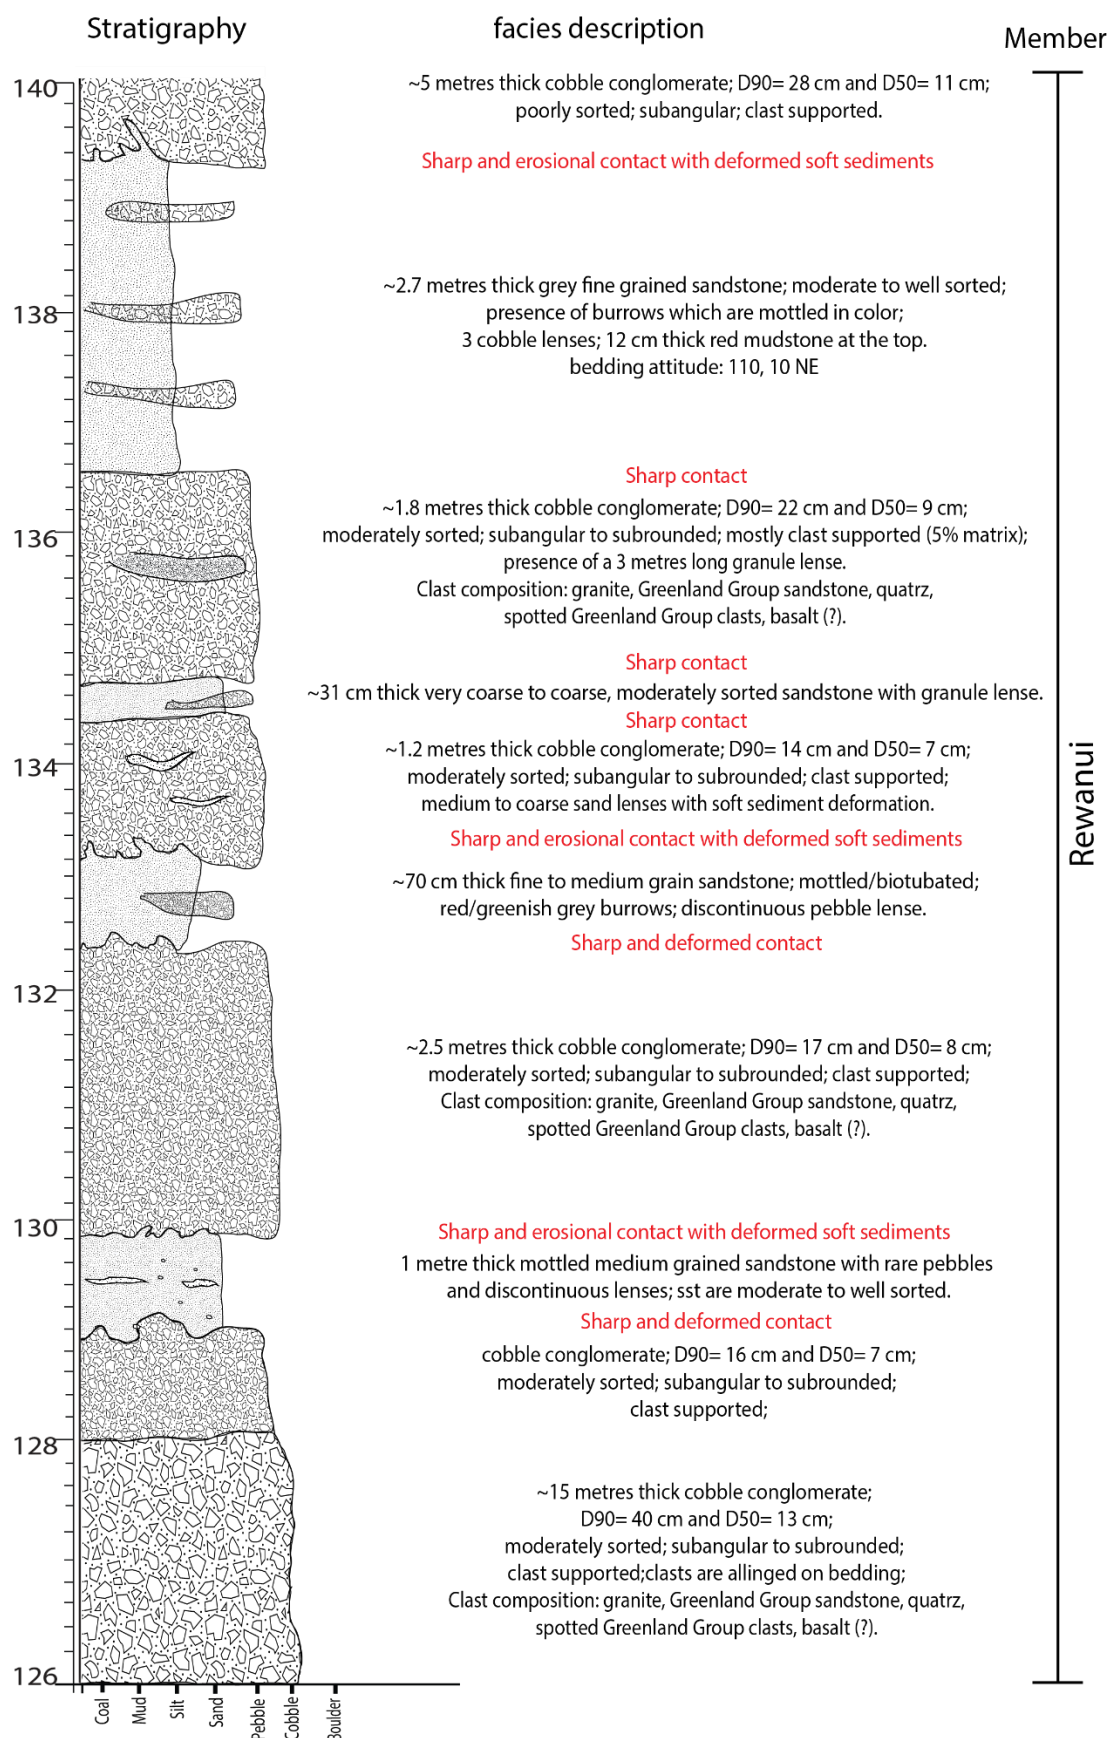 Stratigraphy
facies description
Member
140
~5 metres thick cobble conglomerate; D90= 28 cm and D50= 11 cm;
poorly sorted; subangular; clast supported.
Sharp and erosional contact with deformed soft sediments
~2.7 metres thick grey fine grained sandstone; moderate to well sorted;
presence of burrows which are mottled in color;
3 cobble lenses; 12 cm thick red mudstone at the top.
bedding attitude: 110, 10 NE
138
Sharp contact
~1.8 metres thick cobble conglomerate; D90= 22 cm and D50= 9 cm;
moderately sorted; subangular to subrounded; mostly clast supported (5% matrix);
presence of a 3 metres long granule lense.
Clast composition: granite, Greenland Group sandstone, quatrz,
spotted Greenland Group clasts, basalt (?).
136
Sharp contact
~31 cm thick very coarse to coarse, moderately sorted sandstone with granule lense.
Sharp contact
~1.2 metres thick cobble conglomerate; D90= 14 cm and D50= 7 cm;
moderately sorted; subangular to subrounded; clast supported;
medium to coarse sand lenses with soft sediment deformation.
134
Sharp and erosional contact with deformed soft sediments
~70 cm thick fine to medium grain sandstone; mottled/biotubated;
red/greenish grey burrows; discontinuous pebble lense.
Sharp and deformed contact
132
~2.5 metres thick cobble conglomerate; D90= 17 cm and D50= 8 cm;
moderately sorted; subangular to subrounded; clast supported;
Clast composition: granite, Greenland Group sandstone, quatrz,
spotted Greenland Group clasts, basalt (?).
130
Sharp and erosional contact with deformed soft sediments
1 metre thick mottled medium grained sandstone with rare pebbles
and discontinuous lenses; sst are moderate to well sorted.
Sharp and deformed contact
cobble conglomerate; D90= 16 cm and D50= 7 cm;
moderately sorted; subangular to subrounded;
clast supported;
128
~15 metres thick cobble conglomerate;
D90= 40 cm and D50= 13 cm;
moderately sorted; subangular to subrounded;
clast supported;clasts are allinged on bedding;
Clast composition: granite, Greenland Group sandstone, quatrz,
spotted Greenland Group clasts, basalt (?).
126
Rewanui
Coal
Mud
Silt
Sand
Pebble
Cobble
Boulder